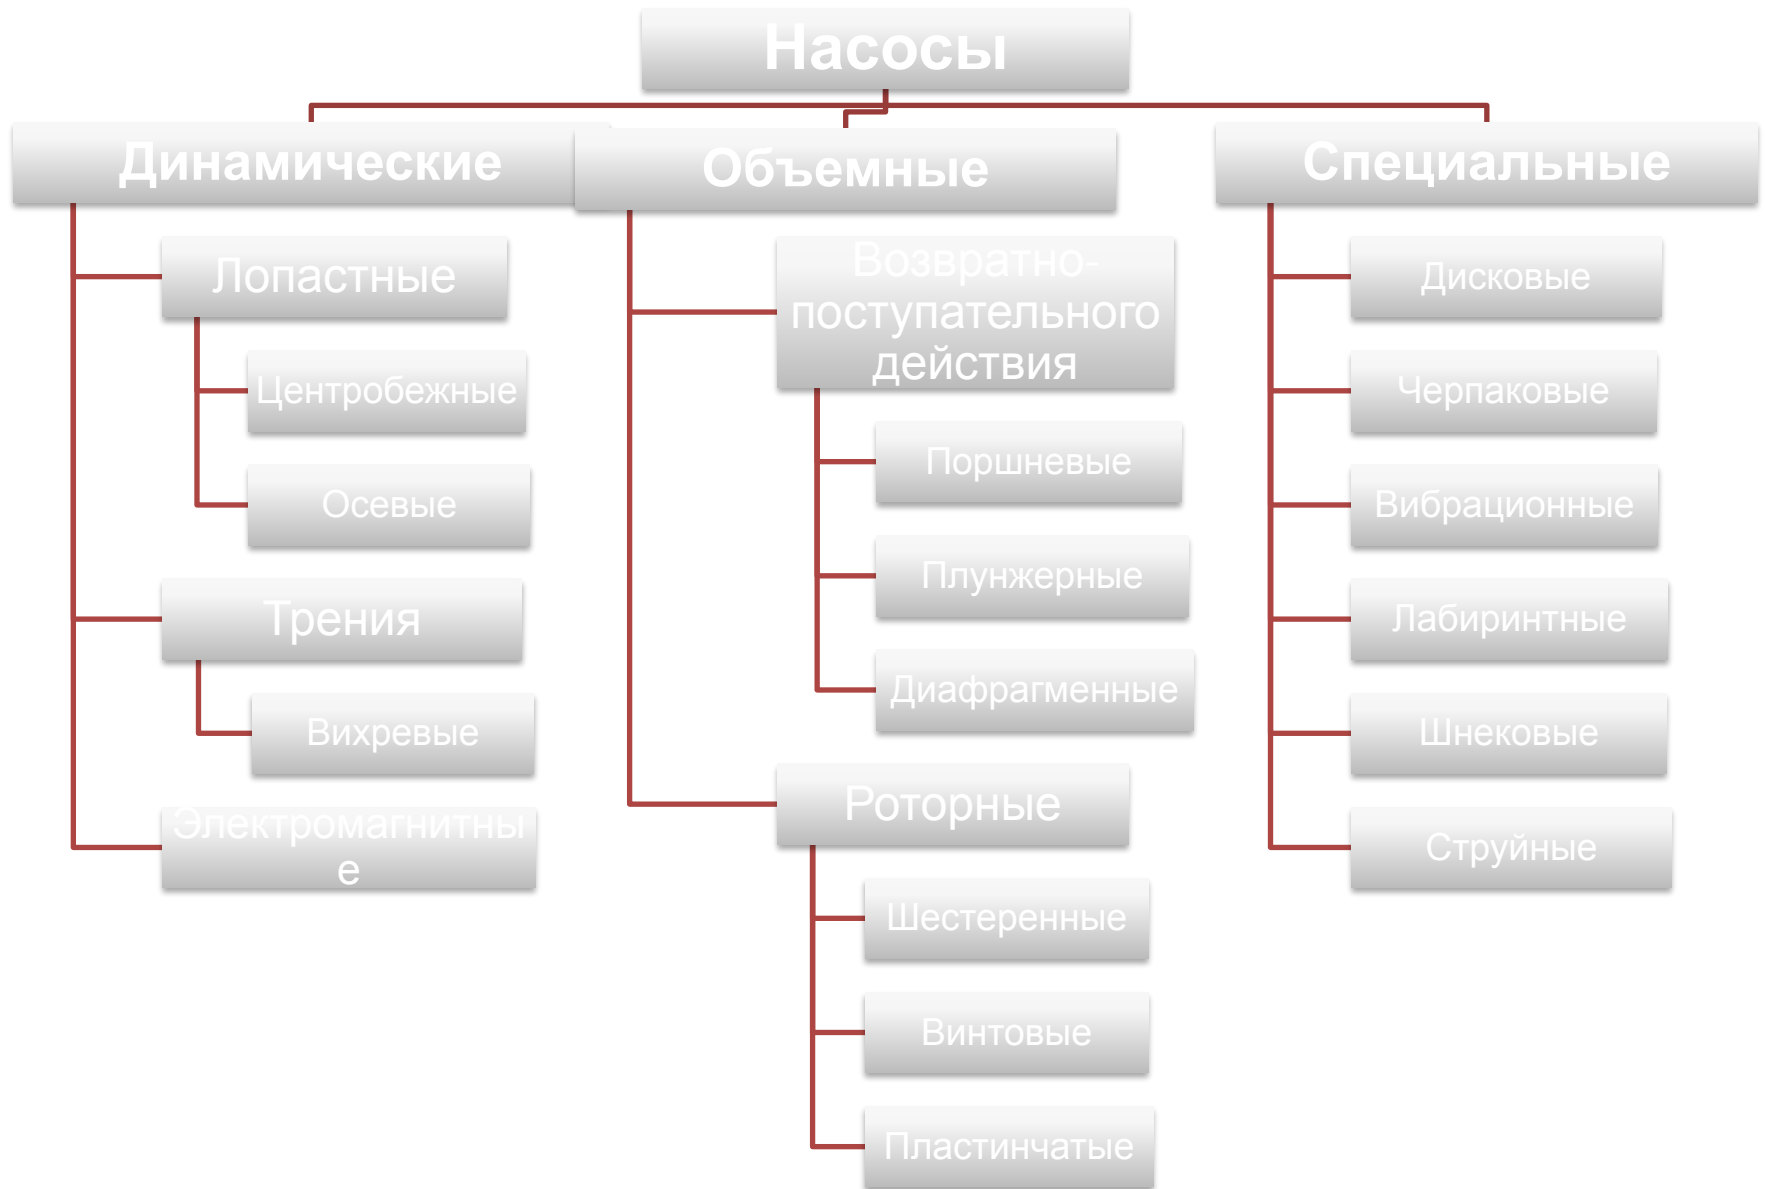 Насосы
Динамические
Лопастные
Центробежные
Осевые
Трения
Вихревые
Электромагнитны
е
Объемные
Возвратно-
поступательного
действия
Поршневые
Плунжерные
Диафрагменные
Роторные
Шестеренные
Винтовые
Пластинчатые
Специальные
Дисковые
Черпаковые
Вибрационные
Лабиринтные
Шнековые
Струйные